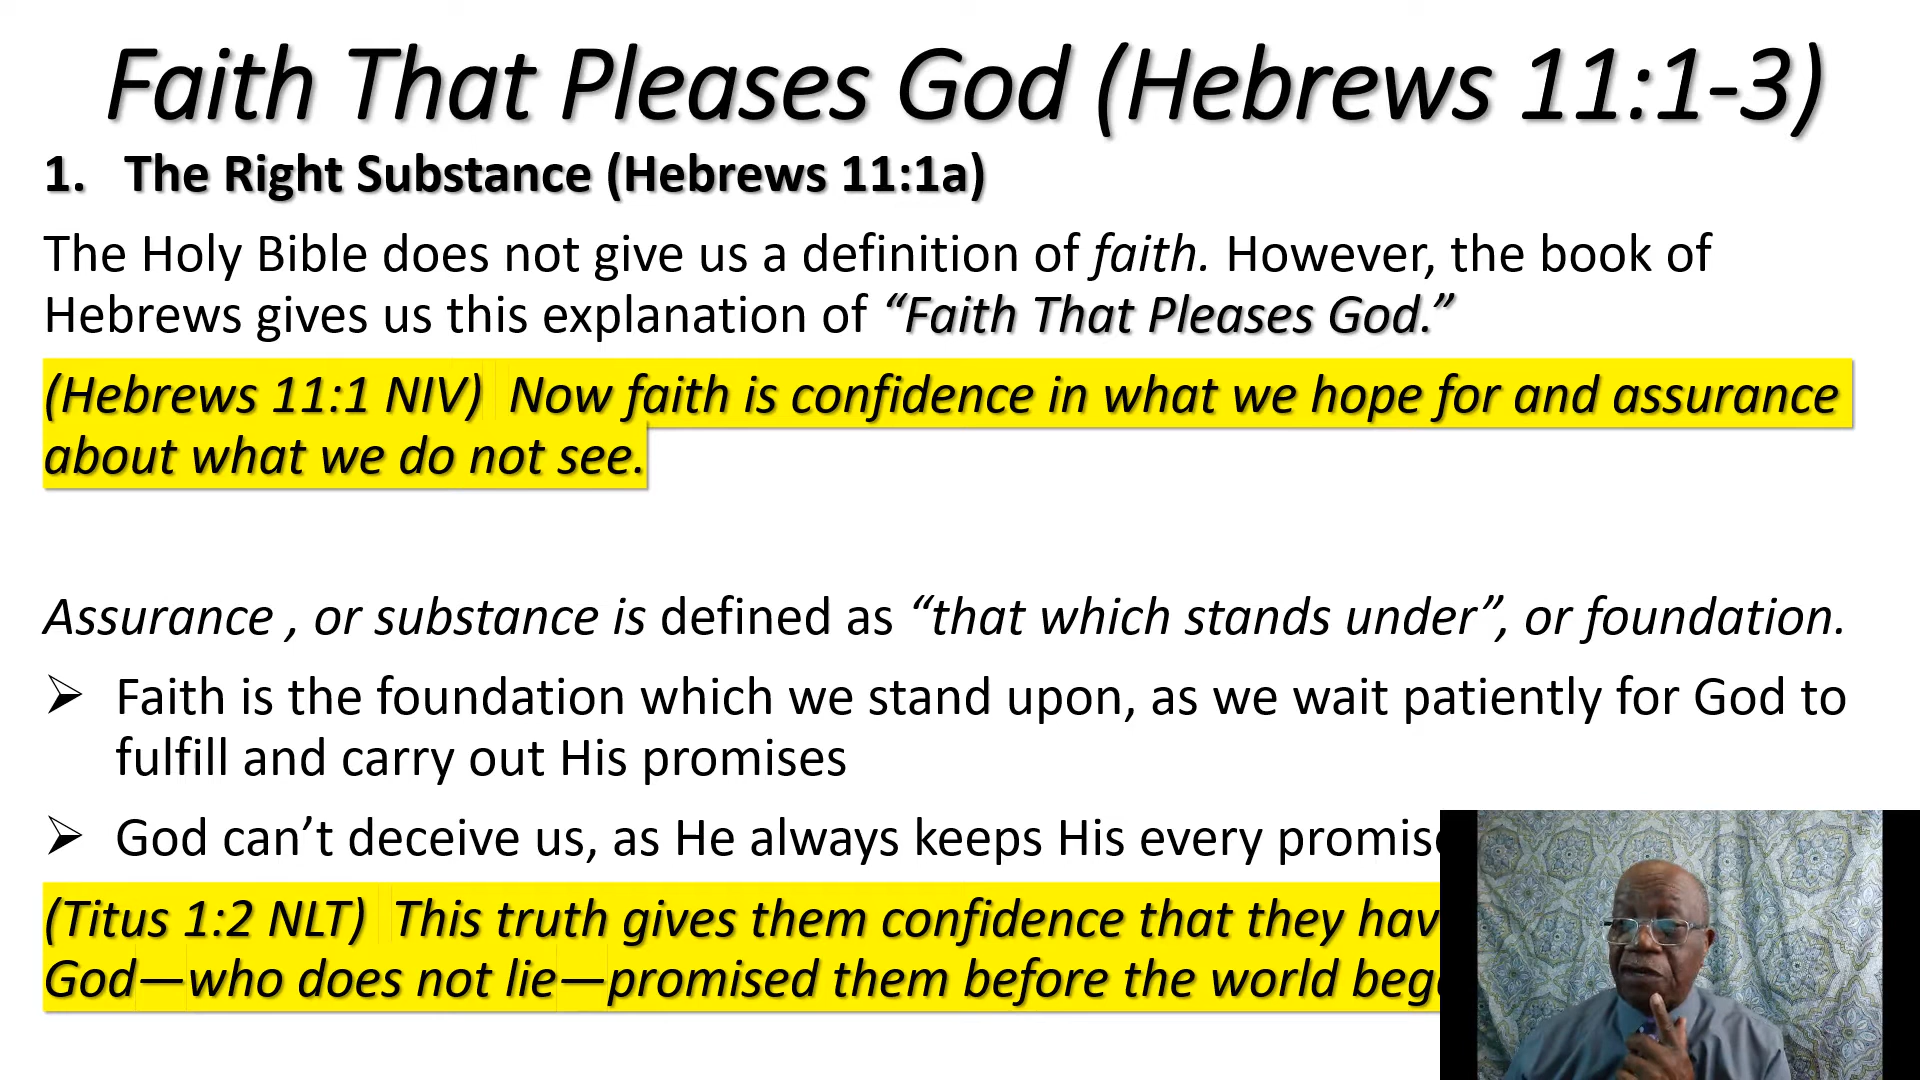 Faith That Pleases God (Hebrews 11:1-3)
1. The Right Substance (Hebrews 11:1a)
The Holy Bible does not give us a definition of faith. However, the book of
Hebrews gives us this explanation of “Faith That Pleases God.”
(Hebrews 11:1 NIV) Now faith is confidence in what we hope for and assurance
about what we do not see.
Assurance , or substance is defined as “that which stands under”, or foundation.
➢ Faith is the foundation which we stand upon, as we wait patiently for God to
fulfill and carry out His promises
➢ God can’t deceive us, as He always keeps His every
(Titus 1:2 NLT) This truth gives them confidence that they
God—who does not lie—promised them before the world